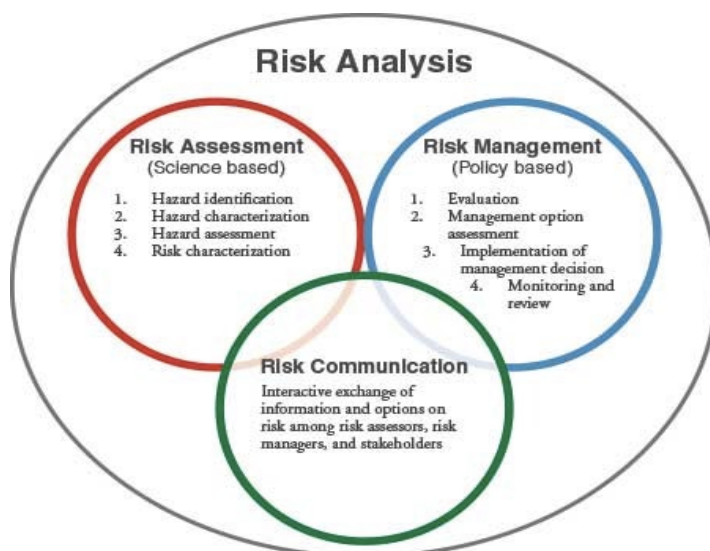 Risk Analysis
Risk Assessment
(Science based)
1. Hazard identification
2. Hazard characterization
3. Hazard assessment
4. Risk characterization
Risk Management
(Policy based)
1. Evaluation
2. Management option
assessment
3. Implementation of
management decision
4. Monitoring and
review
Risk Communication
Interactive exchange of
information and options on
risk among risk assessors, risk
managers, and stakeholders